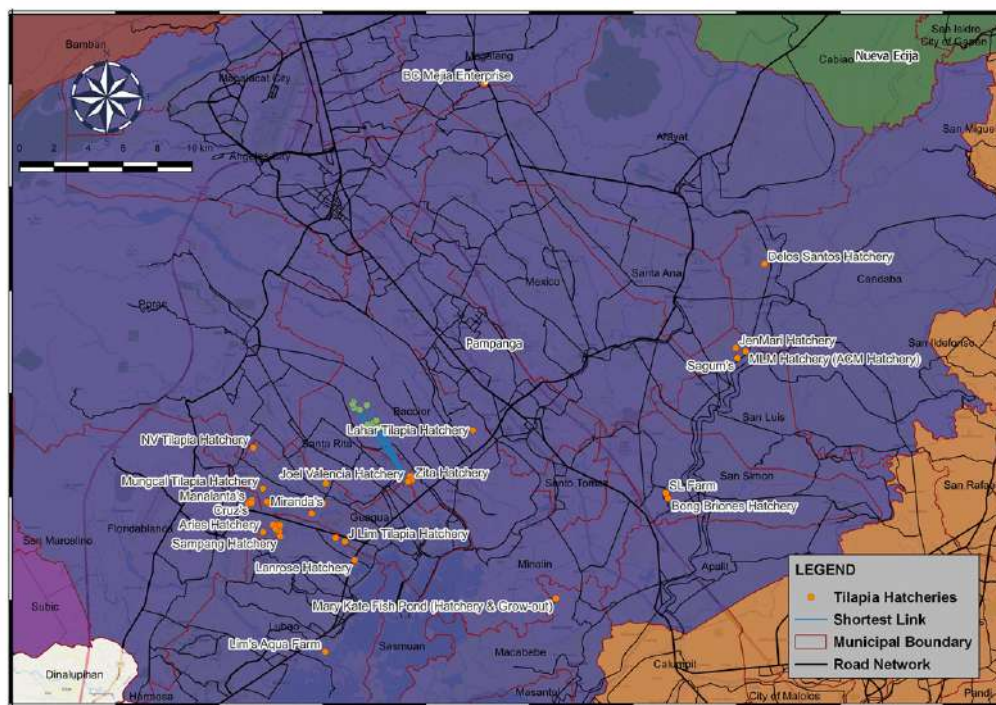 Bamban
Magalang
San Isidro
City of Gapan
Nueva Ecija
Cabiao
BG Mejia Enterprise
Mabalacat City
Arayat
San Miguel
0 5 10 km
Angeles City
Delos Santos Hatchery
Santa Ana
Candaba
Mexico
Porac
Pampanga
JenMari Hatchery
San Ildefonso
MLM Hatchery (ACM Hatchery)
Sagum's
Bacolor
San Luis
Lahar Tilapia Hatchery
NV Tilapia Hatchery
Santa Rita
Joel Valencia Hatchery
Zita Hatchery
Mungcal Tilapia Hatchery
Santo Tomas
San Simon
SL Farm
San Rafael
Manalanta's
Miranda's
Cruz's
Bong Briones Hatchery
Guagua
Floridablanca
Aries Hatchery
J Lim Tilapia Hatchery
Sampang Hatchery
San Marcelino
Lanrose Hatchery
Minalin
Apalit
LEGEND
Tilapia Hatcheries
Shortest Link
Municipal Boundary
Road Network
Mary Kate Fish Pond (Hatchery & Grow-out)
Subic
Lubao
Lim's Aqua Farm
Sasmuan
Macabebe
Calumpit
Dinalupihan
Hermosa
Masantol
City of Malolos
Pandi